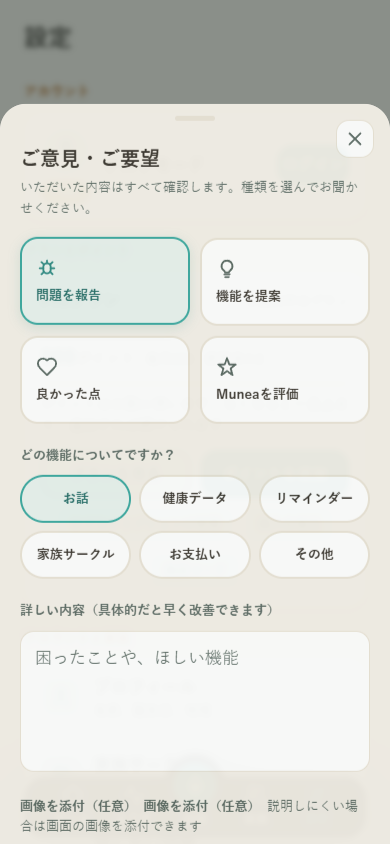 設定
アカウント
ご意見・ご要望
いただいた内容はすべて確認します。種類を選んでお聞か
せください。
問題を報告
機能を提案
良かった点
Muneaを評価
どの機能についてですか？
お話
健康データ
リマインダー
家族サークル
お支払い
その他
詳しい内容（具体的だと早く改善できます）
困ったことや、ほしい機能
画像を添付（任意） 画像を添付（任意） 説明しにくい場
合は画面の画像を添付できます